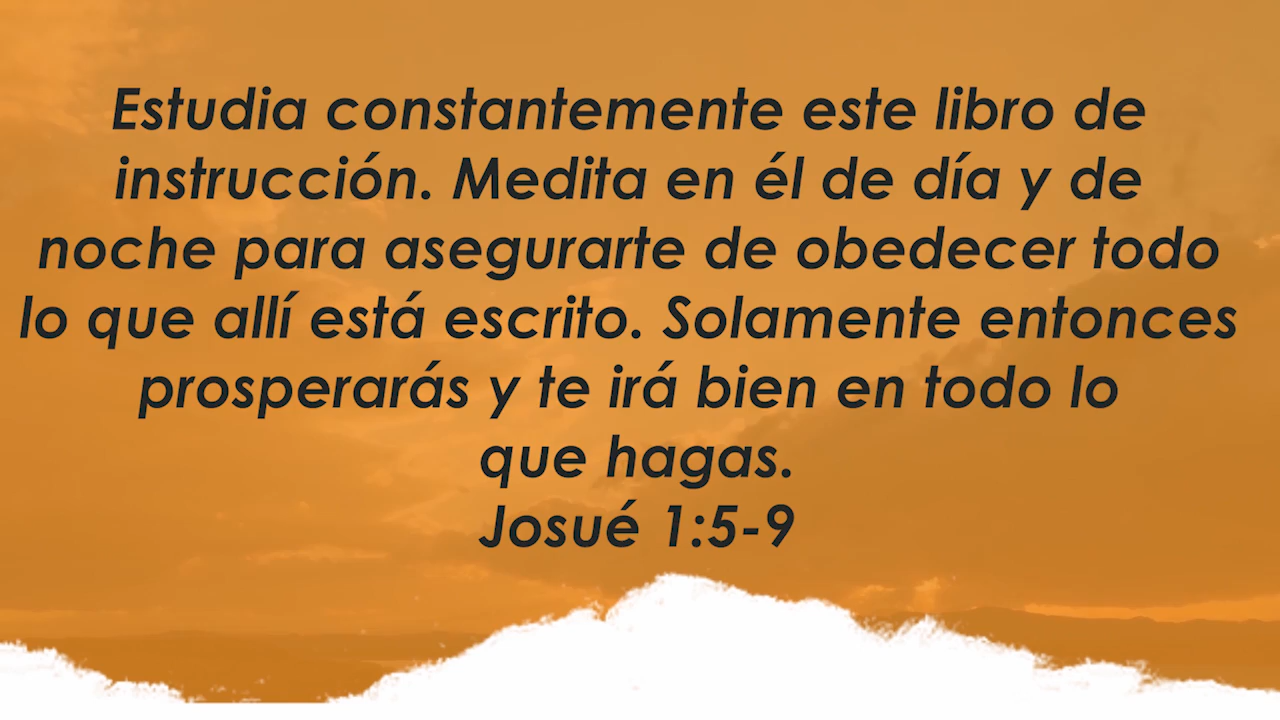 Estudia constantemente este libro de
instrucción. Medita en él de día y de
noche para asegurarte de obedecer todo
lo que allí está escrito. Solamente entonces
prosperarás y te irá bien en todo lo
que hagas.
Josué 1:5-9